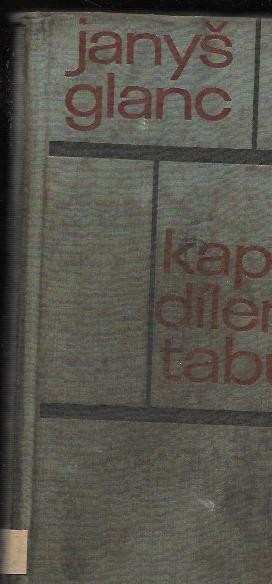 janyš
glanc
kap
dílen
tabu